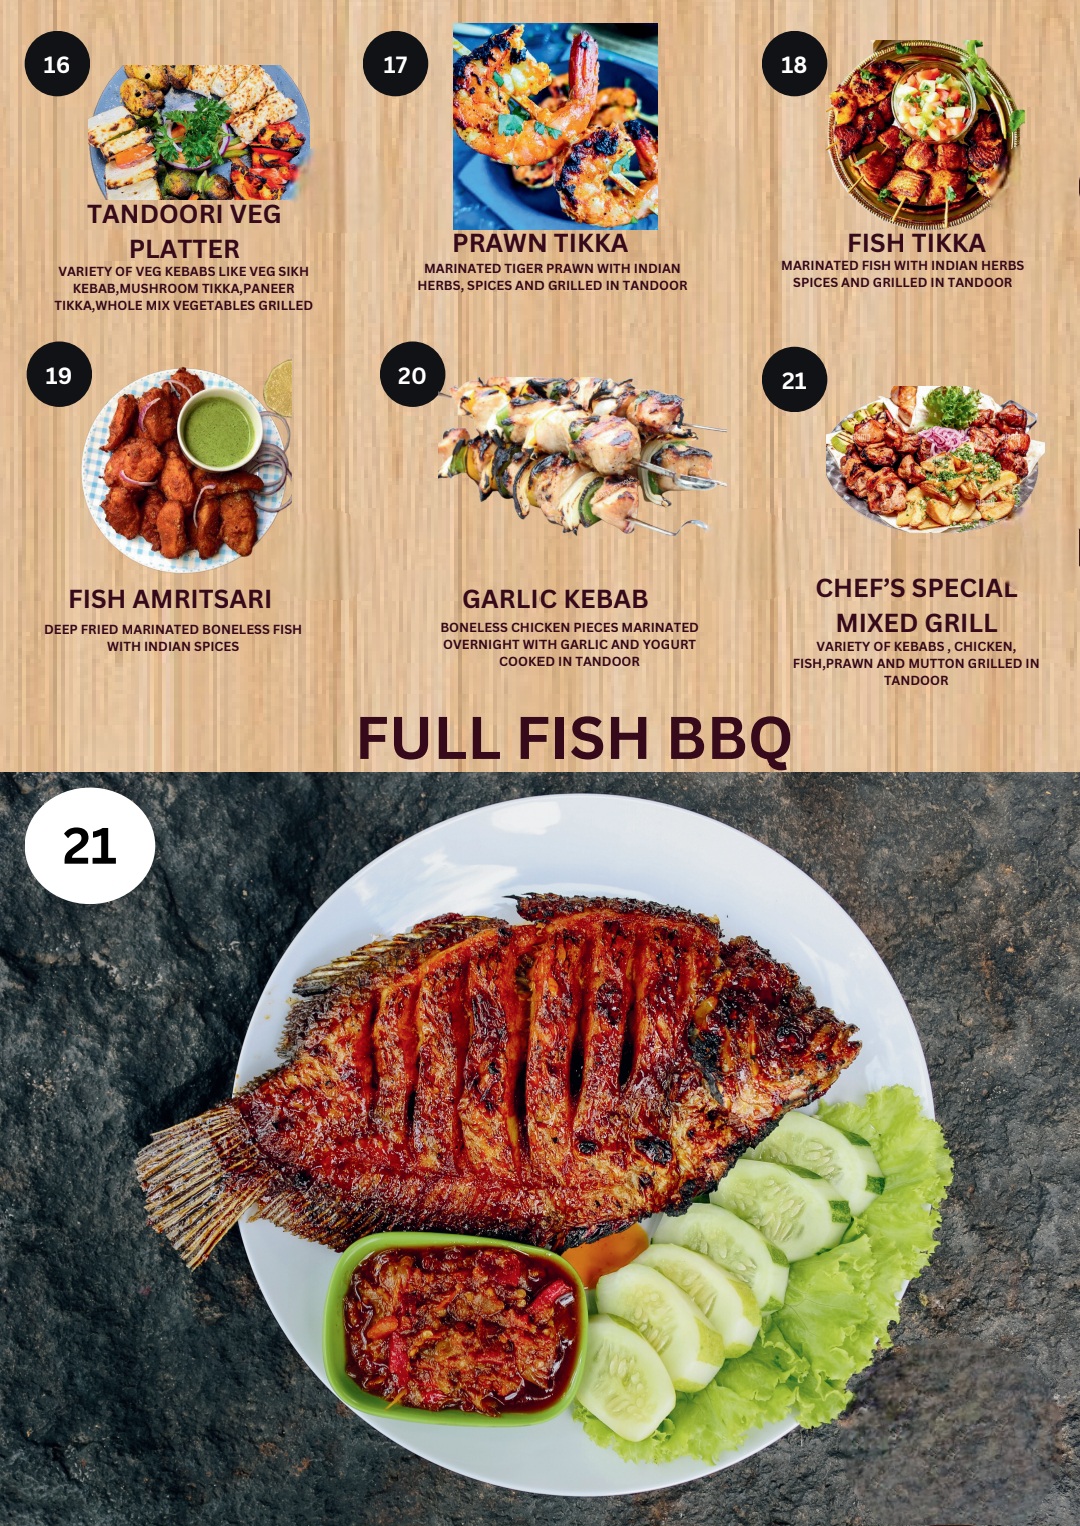 16
TANDOORI VEG
PLATTER
VARIETY OF VEG KEBABS LIKE VEG SIKH
KEBAB,MUSHROOM TIKKA,PANEER
TIKKA,WHOLE MIX VEGETABLES GRILLED
17
PRAWN TIKKA
MARINATED TIGER PRAWN WITH INDIAN
HERBS, SPICES AND GRILLED IN TANDOOR
18
FISH TIKKA
MARINATED FISH WITH INDIAN HERBS
SPICES AND GRILLED IN TANDOOR
19
FISH AMRITSARI
DEEP FRIED MARINATED BONELESS FISH
WITH INDIAN SPICES
20
GARLIC KEBAB
BONELESS CHICKEN PIECES MARINATED
OVERNIGHT WITH GARLIC AND YOGURT
COOKED IN TANDOOR
21
CHEF’S SPECIAL
MIXED GRILL
VARIETY OF KEBABS , CHICKEN,
FISH,PRAWN AND MUTTON GRILLED IN
TANDOOR
FULL FISH BBQ
21